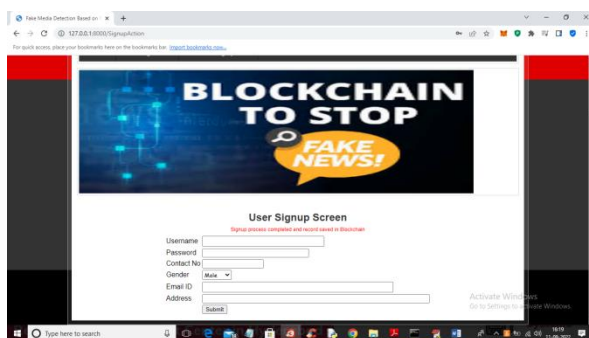 Fake Media Detection Based on
127.0.0.1:8000/SignupAction
For quick access, place your bookmarks here on the bookmarks bar. Import bookmarks now...
BLOCKCHAIN
TO STOP
FAKE
NEWS!
User Signup Screen
Signup process completed and record saved in Blockchain
Username
Password
Contact No
Gender
Male
Email ID
Address
Submit
Activate Windows
Go to Settings to activate Windows.
Type here to search
16:19